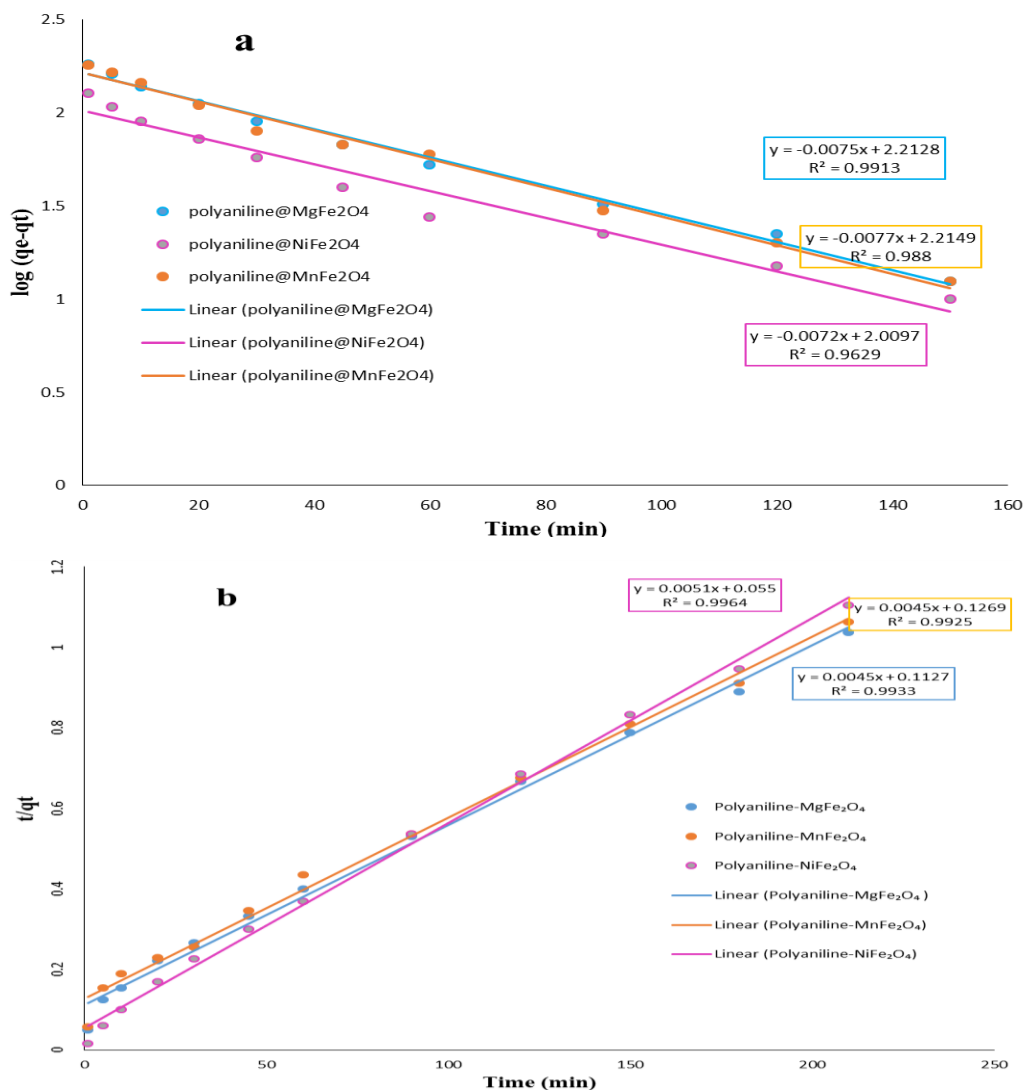 a
2.5
2
1.5
1
0.5
0
log (qe-qt)
y = -0.0075x + 2.2128
R² = 0.9913
y = -0.0077x + 2.2149
R² = 0.988
y = -0.0072x + 2.0097
R² = 0.9629
polyaniline@MgFe2O4
polyaniline@NiFe2O4
polyaniline@MnFe2O4
Linear (polyaniline@MgFe2O4)
Linear (polyaniline@NiFe2O4)
Linear (polyaniline@MnFe2O4)
0 20 40 60 80 100 120 140 160
Time (min)
b
1.2
1
0.8
0.6
0.4
0.2
0
t/qt
y = 0.0051x + 0.055
R² = 0.9964
y = 0.0045x + 0.1269
R² = 0.9925
y = 0.0045x + 0.1127
R² = 0.9933
Polyaniline-MgFe₂O₄
Polyaniline-MnFe₂O₄
Polyaniline-NiFe₂O₄
Linear (Polyaniline-MgFe₂O₄ )
Linear (Polyaniline-MnFe₂O₄)
Linear (Polyaniline-NiFe₂O₄)
0 50 100 150 200 250
Time (min)